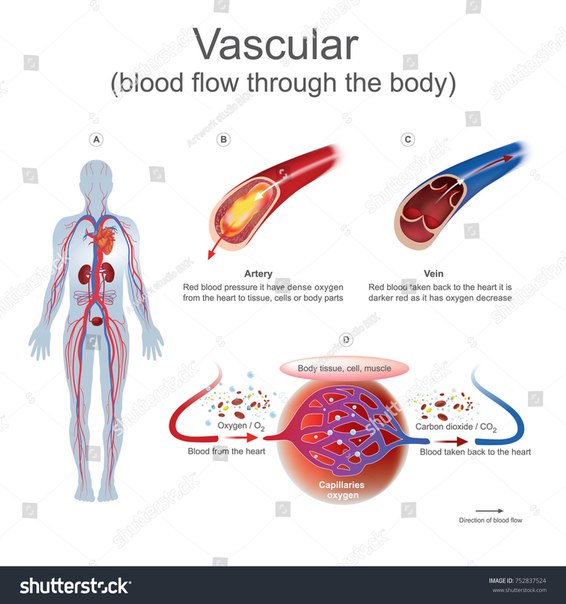 Vascular
(blood flow through the body)
A
B
C
Artery
Red blood pressure it have dense oxygen
from the heart to tissue, cells or body parts
Vein
Red blood taken back to the heart it is
darker red as it has oxygen decrease
D
Body tissue, cell, muscle
Oxygen / O2
Carbon dioxide / CO2
Blood from the heart
Blood taken back to the heart
Capillaries
oxygen
Direction of blood flow
shutterstock
IMAGE ID: 752837524
www.shutterstock.com